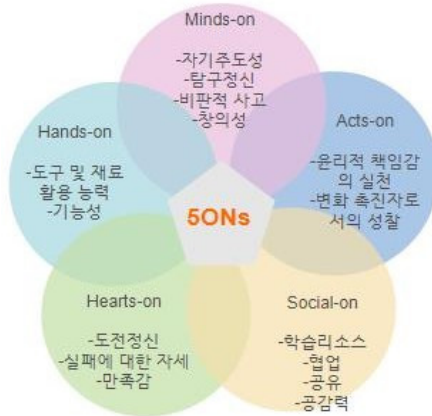 Minds-on
-자기주도성
-탐구정신
-비판적 사고
-창의성
Hands-on
-도구 및 재료
활용 능력
-기능성
Acts-on
-윤리적 책임감
의 실천
-변화 촉진자로
서의 성찰
5ONs
Hearts-on
-도전정신
-실패에 대한 자세
-만족감
Social-on
-학습리소스
-협업
-공유
-공감력